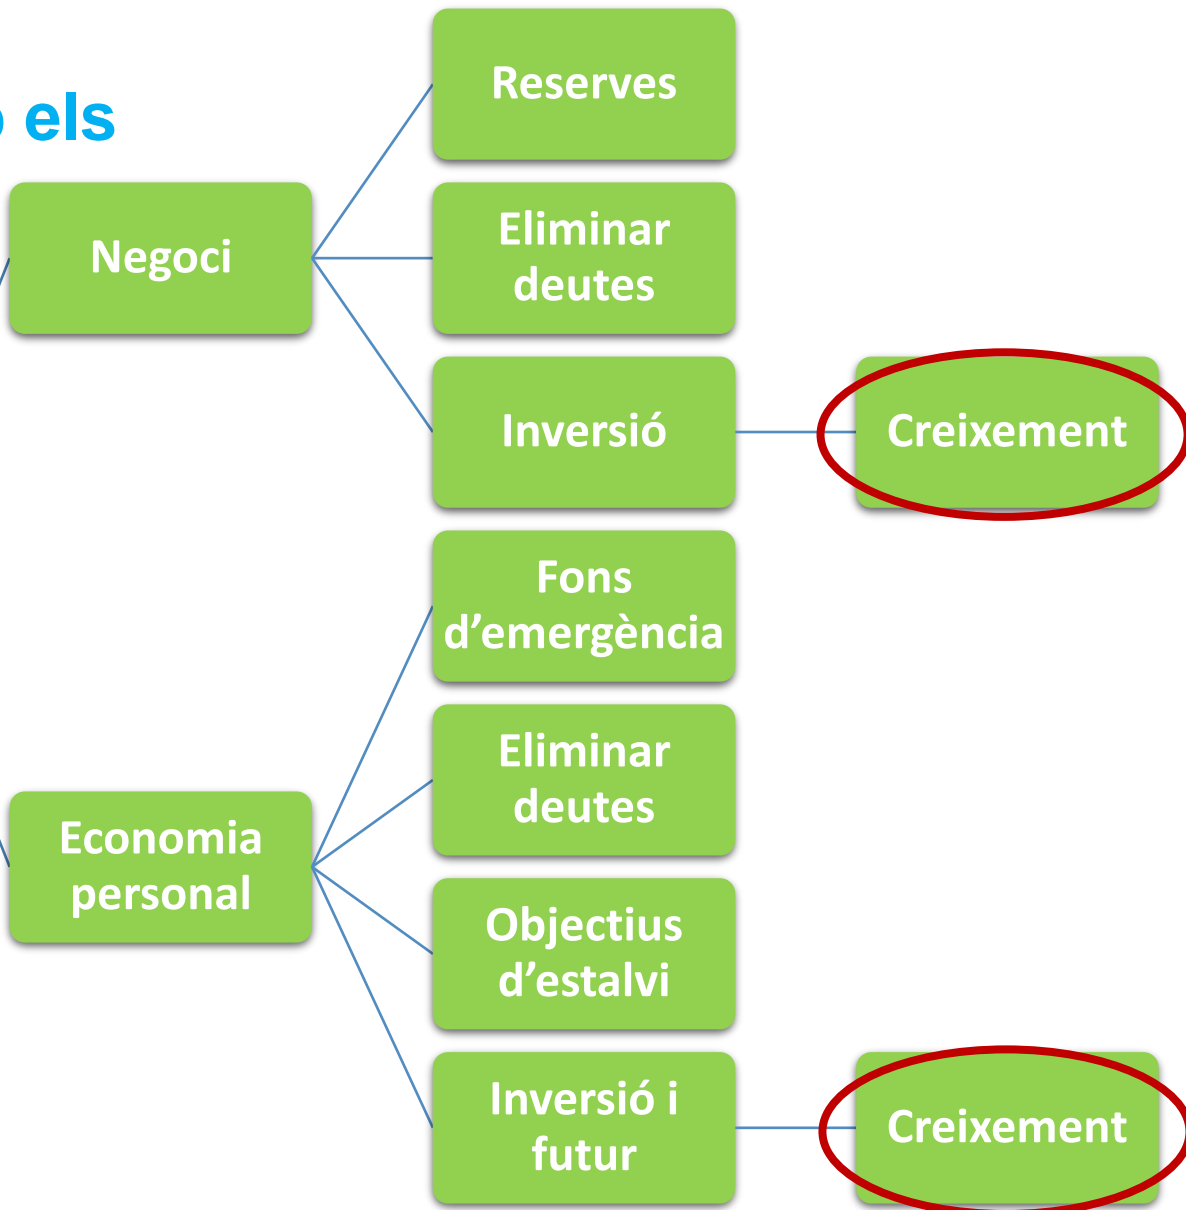 els
Negoci
Reserves
Eliminar
deutes
Inversió
Creixement
Economia
personal
Fons
d’emergència
Eliminar
deutes
Objectius
d’estalvi
Inversió i
futur
Creixement